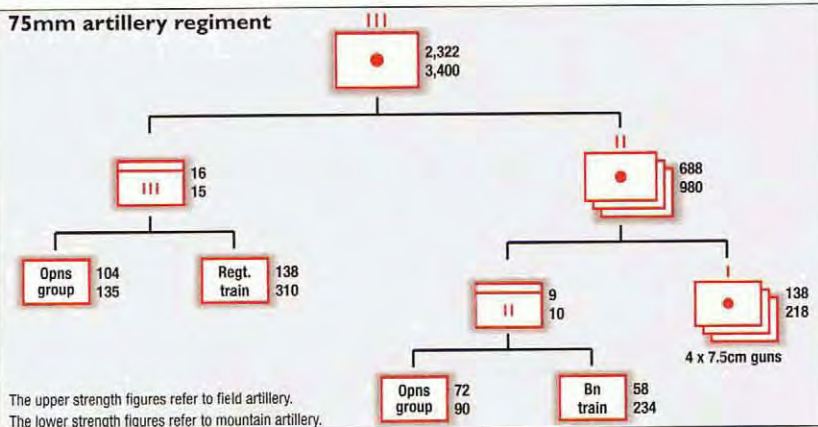 75mm artillery regiment
III
2,322
3,400
III
16
15
II
688
980
Opns
group
104
135
Regt.
train
138
310
II
9
10
I
138
218
4 x 7.5cm guns
Opns
group
72
90
Bn
train
58
234
The upper strength figures refer to field artillery.
The lower strength figures refer to mountain artillery.